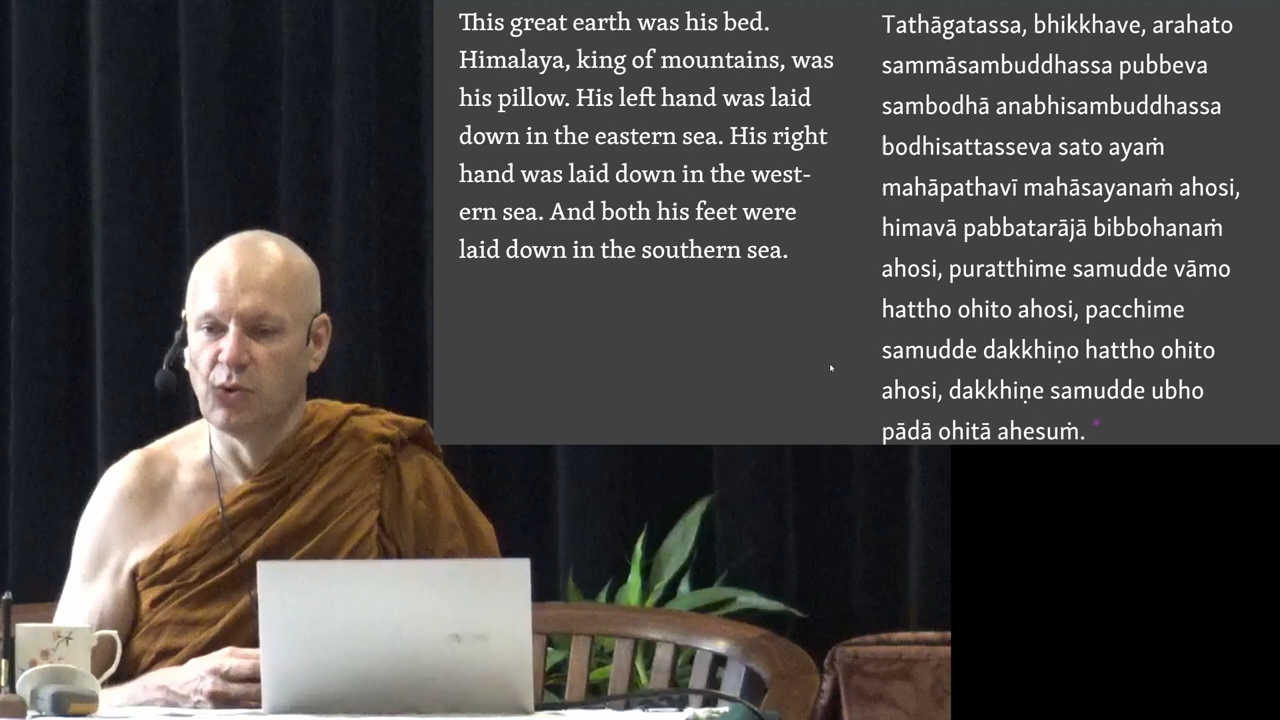 This great earth was his bed.
Himalaya, king of mountains, was
his pillow. His left hand was laid
down in the eastern sea. His right
hand was laid down in the west-
ern sea. And both his feet were
laid down in the southern sea.
Tathāgatassa, bhikkhave, arahato
sammāsambuddhassa pubbeva
sambodhā anabhisambuddhassa
bodhisattasseva sato ayaṁ
mahāpathavī mahāsayanaṁ ahosi,
himavā pabbatarājā bibbohanaṁ
ahosi, puratthime samudde vāmo
hattho ohito ahosi, pacchime
samudde dakkhiṇo hattho ohito
ahosi, dakkhiṇe samudde ubho
pādā ohitā ahesuṁ. *